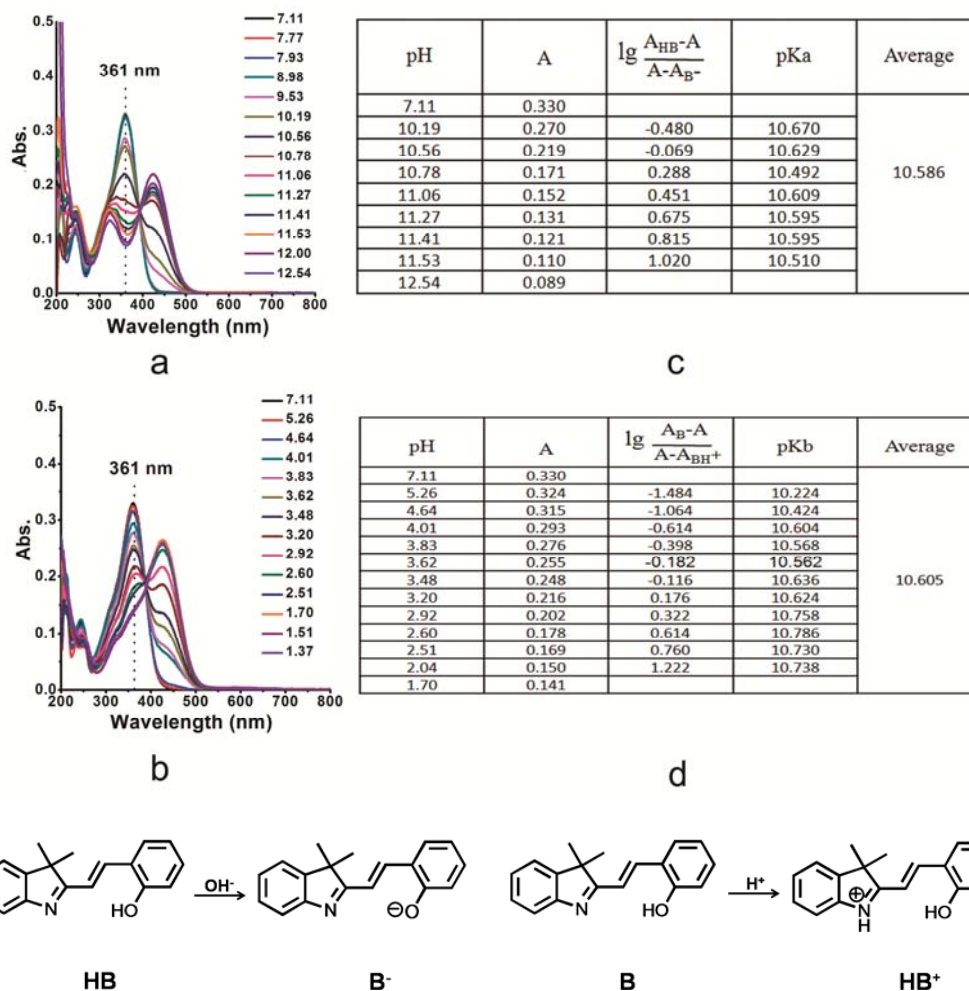 0.5
0.4
0.3
0.2
0.1
0.0
Abs.
361 nm
7.11
7.77
7.93
8.98
9.53
10.19
10.56
10.78
11.06
11.27
11.41
11.53
12.00
12.54
200 300 400 500 600 700 800
Wavelength (nm)
a
pH A lg A_HB-A / A-A_B- pKa Average
7.11 0.330
10.19 0.270 -0.480 10.670
10.56 0.219 -0.069 10.629
10.78 0.171 0.288 10.492 10.586
11.06 0.152 0.451 10.609
11.27 0.131 0.675 10.595
11.41 0.121 0.815 10.595
11.53 0.110 1.020 10.510
12.54 0.089
c
0.5
0.4
0.3
0.2
0.1
0.0
Abs.
361 nm
7.11
5.26
4.64
4.01
3.83
3.62
3.48
3.20
2.92
2.60
2.51
1.70
1.51
1.37
200 300 400 500 600 700 800
Wavelength (nm)
b
pH A lg A_B-A / A-A_BH+ pKb Average
7.11 0.330
5.26 0.324 -1.484 10.224
4.64 0.315 -1.064 10.424
4.01 0.293 -0.614 10.604
3.83 0.276 -0.398 10.568
3.62 0.255 -0.182 10.562
3.48 0.248 -0.116 10.636 10.605
3.20 0.216 0.176 10.624
2.92 0.202 0.322 10.758
2.60 0.178 0.614 10.786
2.51 0.169 0.760 10.730
2.04 0.150 1.222 10.738
1.70 0.141
d
N HO OH- N ⊖O N HO H+ ⊕ N H HO
HB B- B HB+